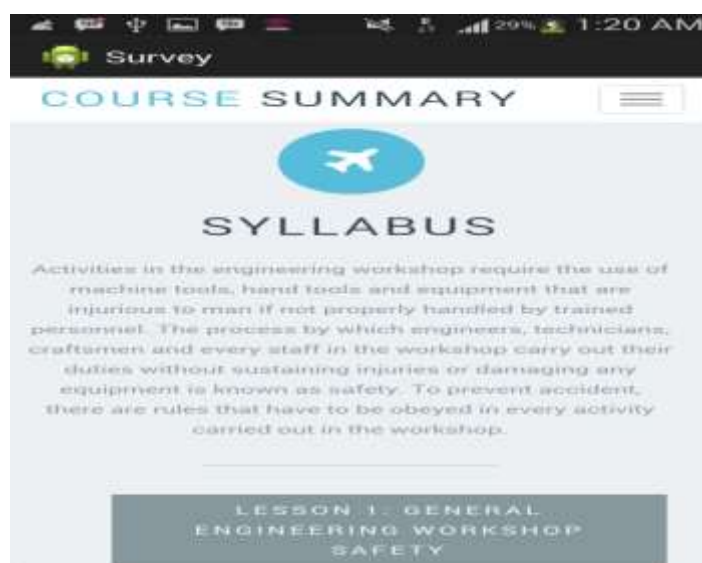 29% 1:20 AM
Survey
COURSE SUMMARY
SYLLABUS
Activities in the engineering workshop require the use of
machine tools, hand tools and equipment that are
injurious to man if not properly handled by trained
personnel. The process by which engineers, technicians,
craftsmen and every staff in the workshop carry out their
duties without sustaining injuries or damaging any
equipment is known as safety. To prevent accident,
there are rules that have to be obeyed in every activity
carried out in the workshop.
LESSON 1: GENERAL
ENGINEERING WORKSHOP
SAFETY